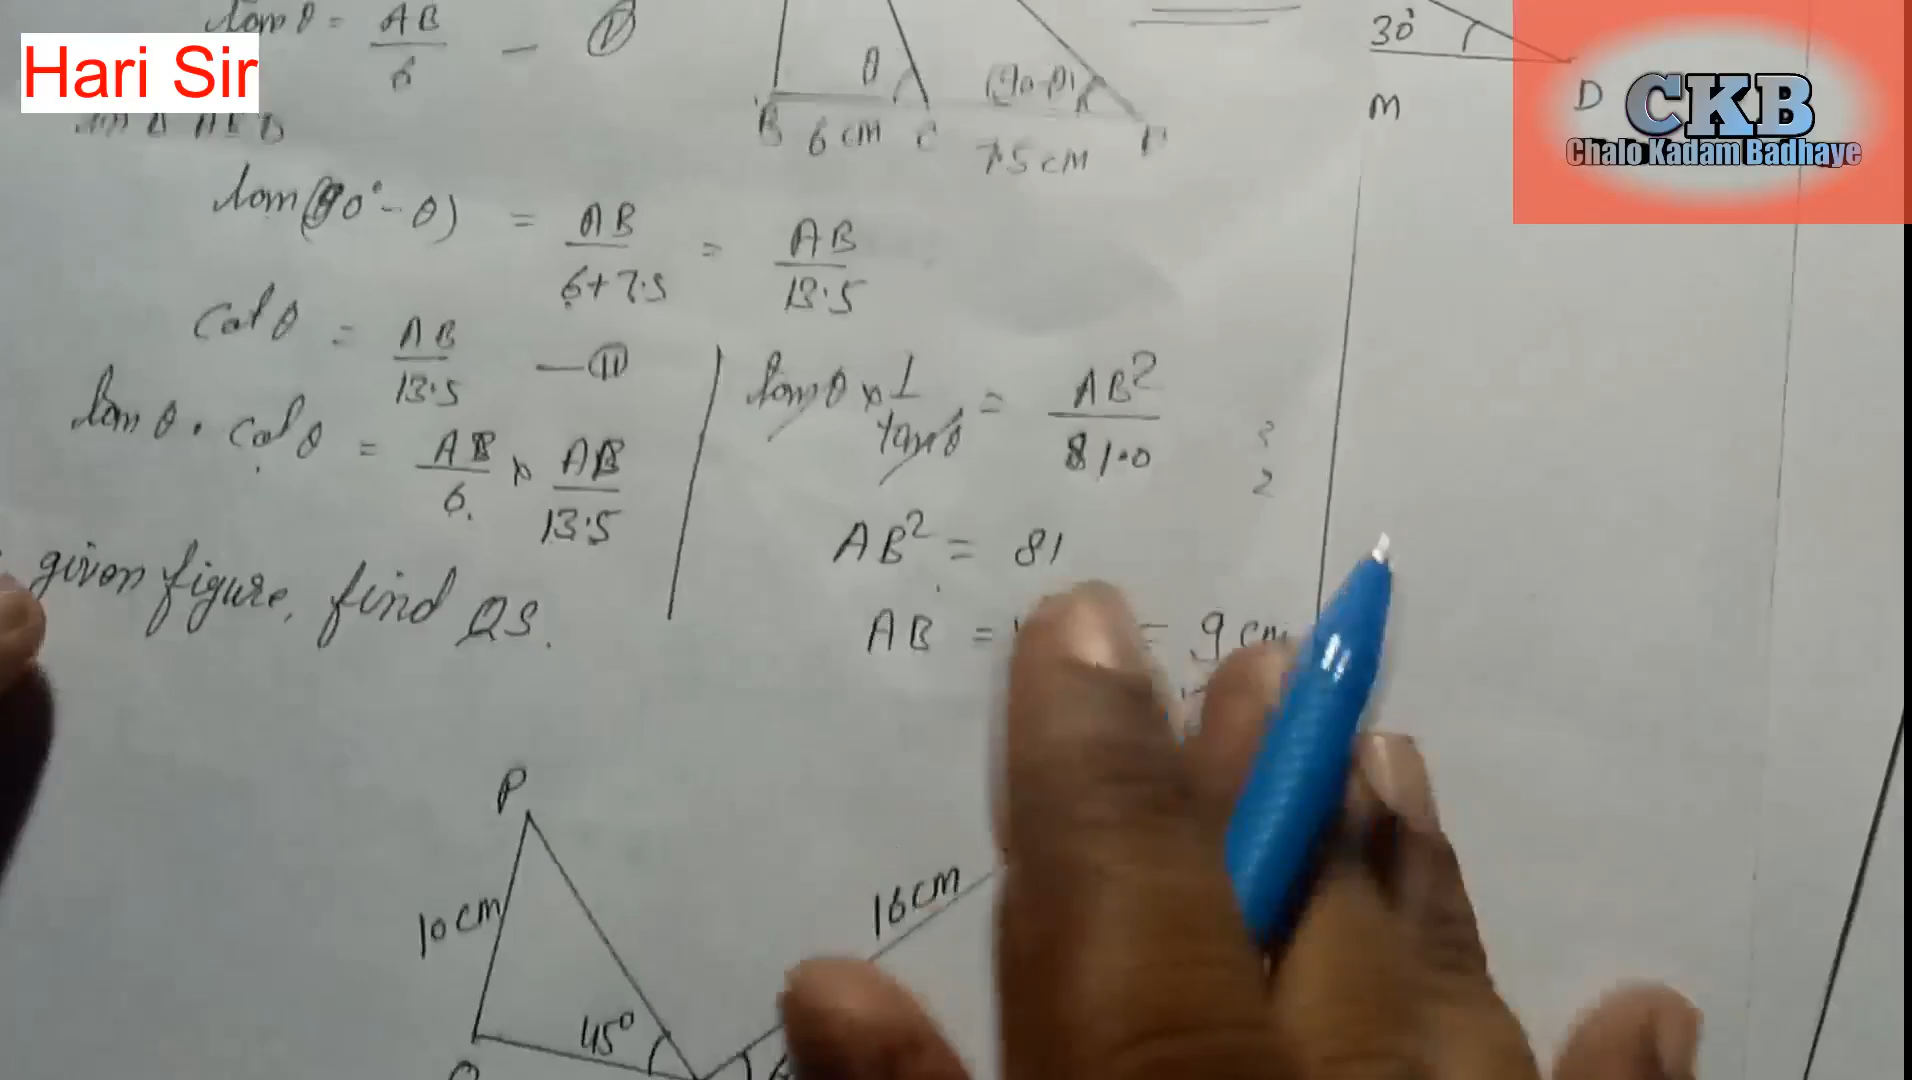 tan θ = AB/6 — (I)
Hari Sir
θ
(90-θ)
B 6 cm C 7.5 cm D
30°
M D
CKB
Chalo Kadam Badhaye
tan(90°-θ) = AB/6+7.5 = AB/13.5
cot θ = AB/13.5 — (II)
tan θ . cot θ = AB/6 × AB/13.5
tan θ × 1/tan θ = AB²/81.0
AB² = 81
AB = = 9 cm
given figure, find QS.
P
10 cm
16 cm
45°